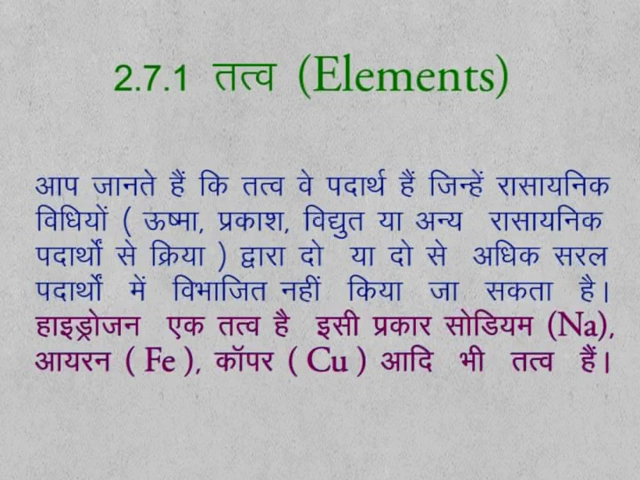 2.7.1 तत्व (Elements)
आप जानते हैं कि तत्व वे पदार्थ हैं जिन्हें रासायनिक
विधियों ( ऊष्मा, प्रकाश, विद्युत या अन्य रासायनिक
पदार्थों से क्रिया ) द्वारा दो या दो से अधिक सरल
पदार्थों में विभाजित नहीं किया जा सकता है।
हाइड्रोजन एक तत्व है इसी प्रकार सोडियम (Na),
आयरन ( Fe ), कॉपर ( Cu ) आदि भी तत्व हैं।